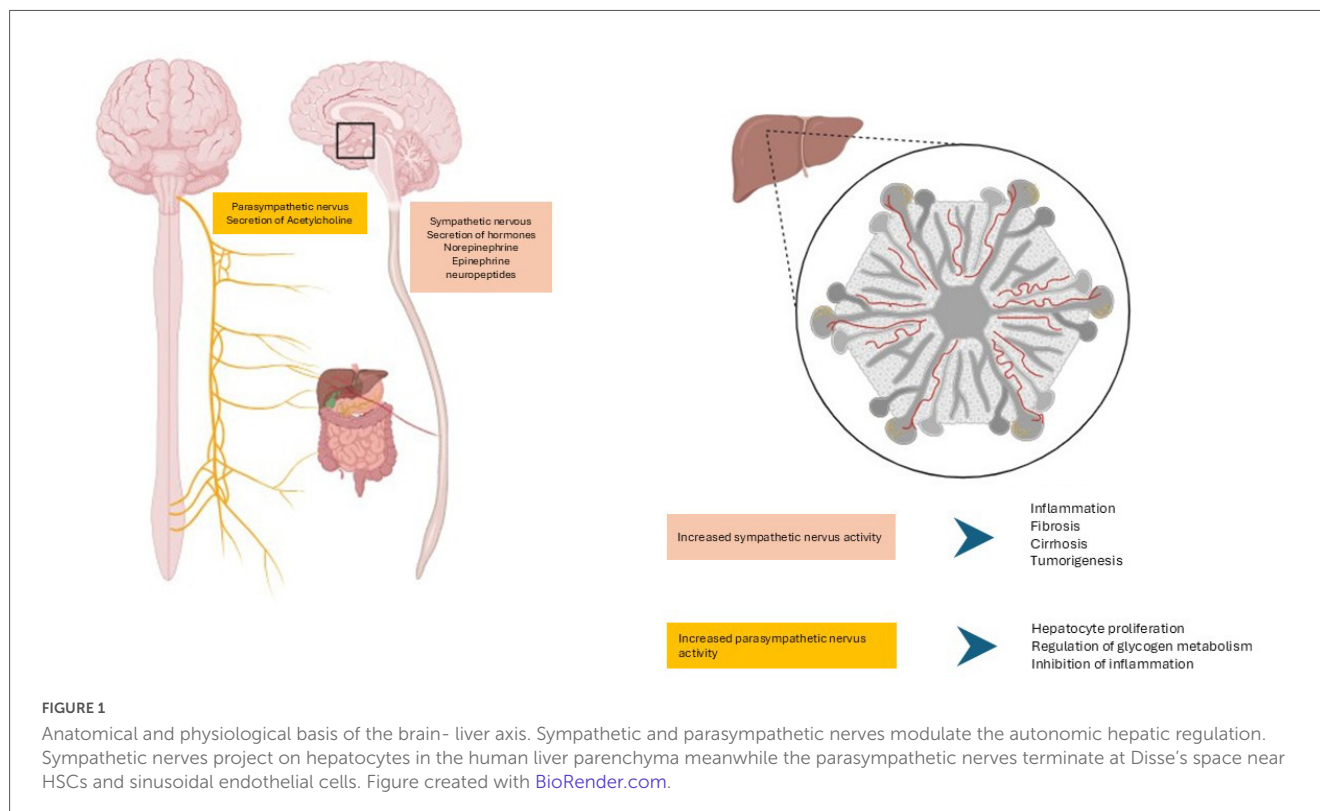 Parasympathetic nervus
Secretion of Acetylcholine
Sympathetic nervous
Secretion of hormones
Norepinephrine
Epinephrine
neuropeptides
Increased sympathetic nervus activity
Inflammation
Fibrosis
Cirrhosis
Tumorigenesis
Increased parasympathetic nervus
activity
Hepatocyte proliferation
Regulation of glycogen metabolism
Inhibition of inflammation
FIGURE 1
Anatomical and physiological basis of the brain- liver axis. Sympathetic and parasympathetic nerves modulate the autonomic hepatic regulation.
Sympathetic nerves project on hepatocytes in the human liver parenchyma meanwhile the parasympathetic nerves terminate at Disse's space near
HSCs and sinusoidal endothelial cells. Figure created with BioRender.com.